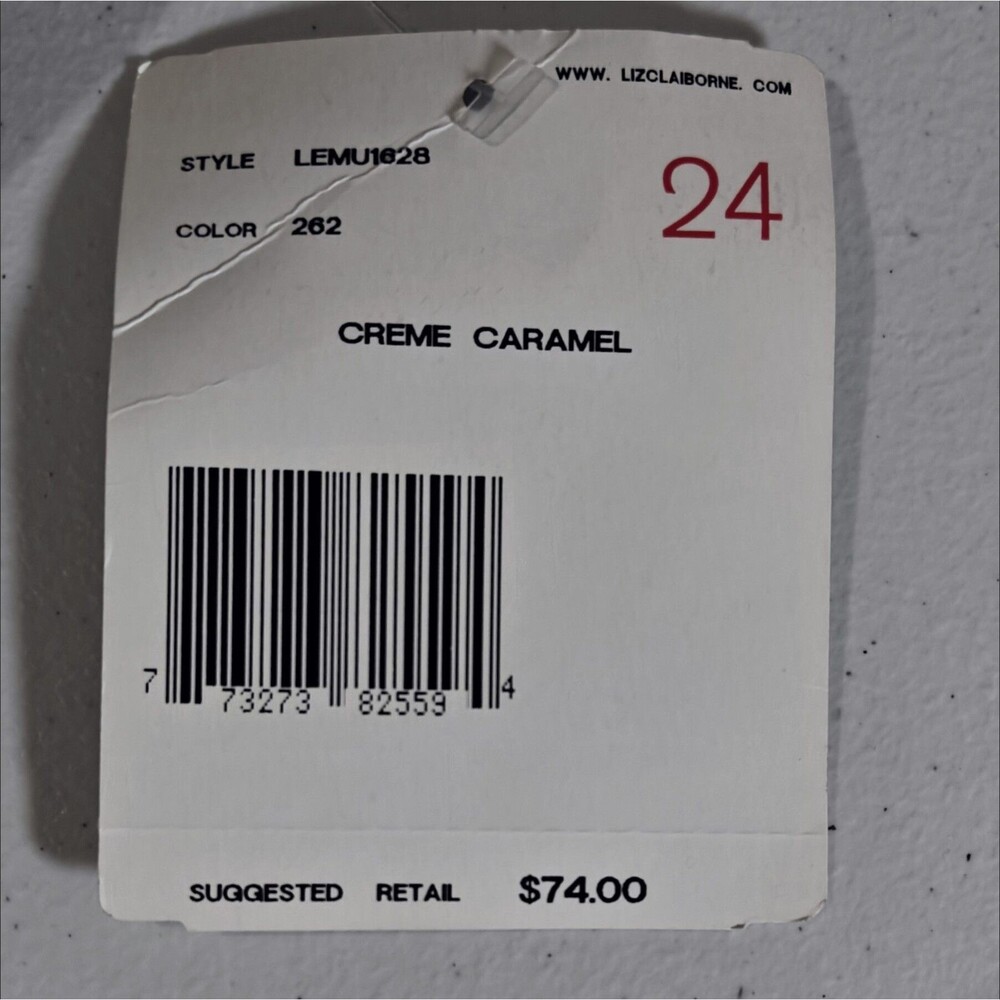 WWW. LIZCLAIBORNE. COM
STYLE LEMU1628
24
COLOR 262
CREME CARAMEL
7 73273 82559 4
SUGGESTED RETAIL $74.00